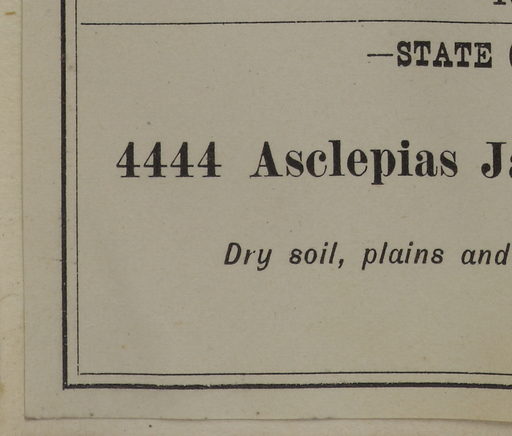 —STATE
4444 Asclepias
Dry soil, plains and